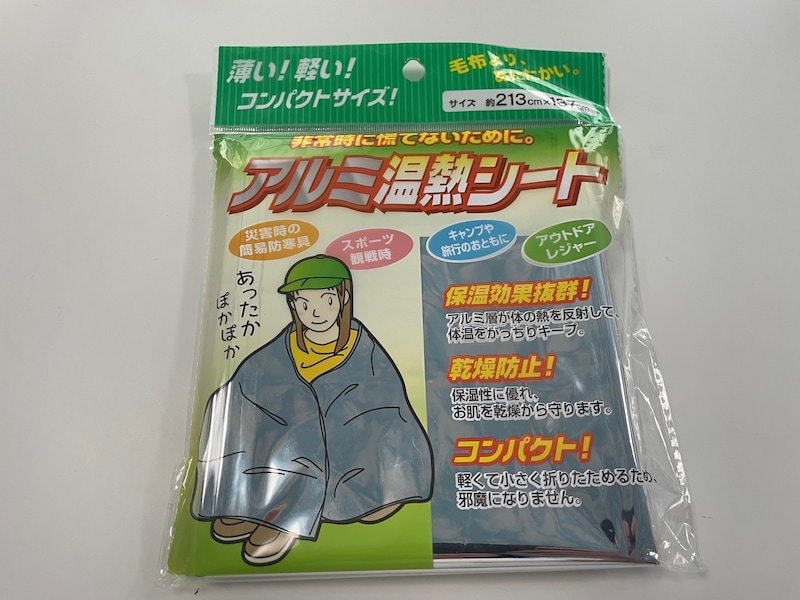 薄い!軽い!
コンパクトサイズ!
毛布より、
あたたかい。
サイズ 約213cm×137cm
非常時に慌てないために。
アルミ温熱シート
災害時の
簡易防寒具
スポーツ
観戦時
キャンプや
旅行のおともに
アウトドア
レジャー
あったか
ぽかぽか
保温効果抜群!
アルミ層が体の熱を反射して、
体温をがっちりキープ。
乾燥防止!
保湿性に優れ、
お肌を乾燥から守ります。
コンパクト!
軽くて小さく折りたためるため、
邪魔になりません。